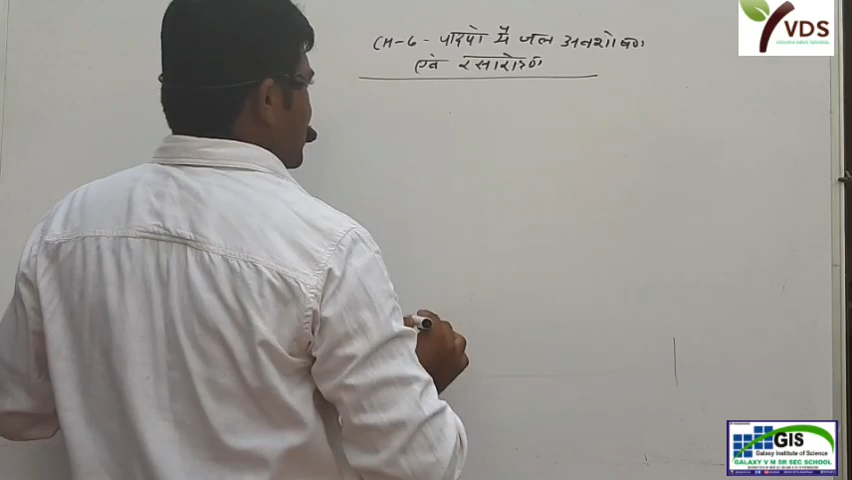 CH-6- पादपो में जल अवशोषण
एवं रसारोहण
VDS
GIS
Galaxy Institute of Science
GALAXY V M SR SEC SCHOOL